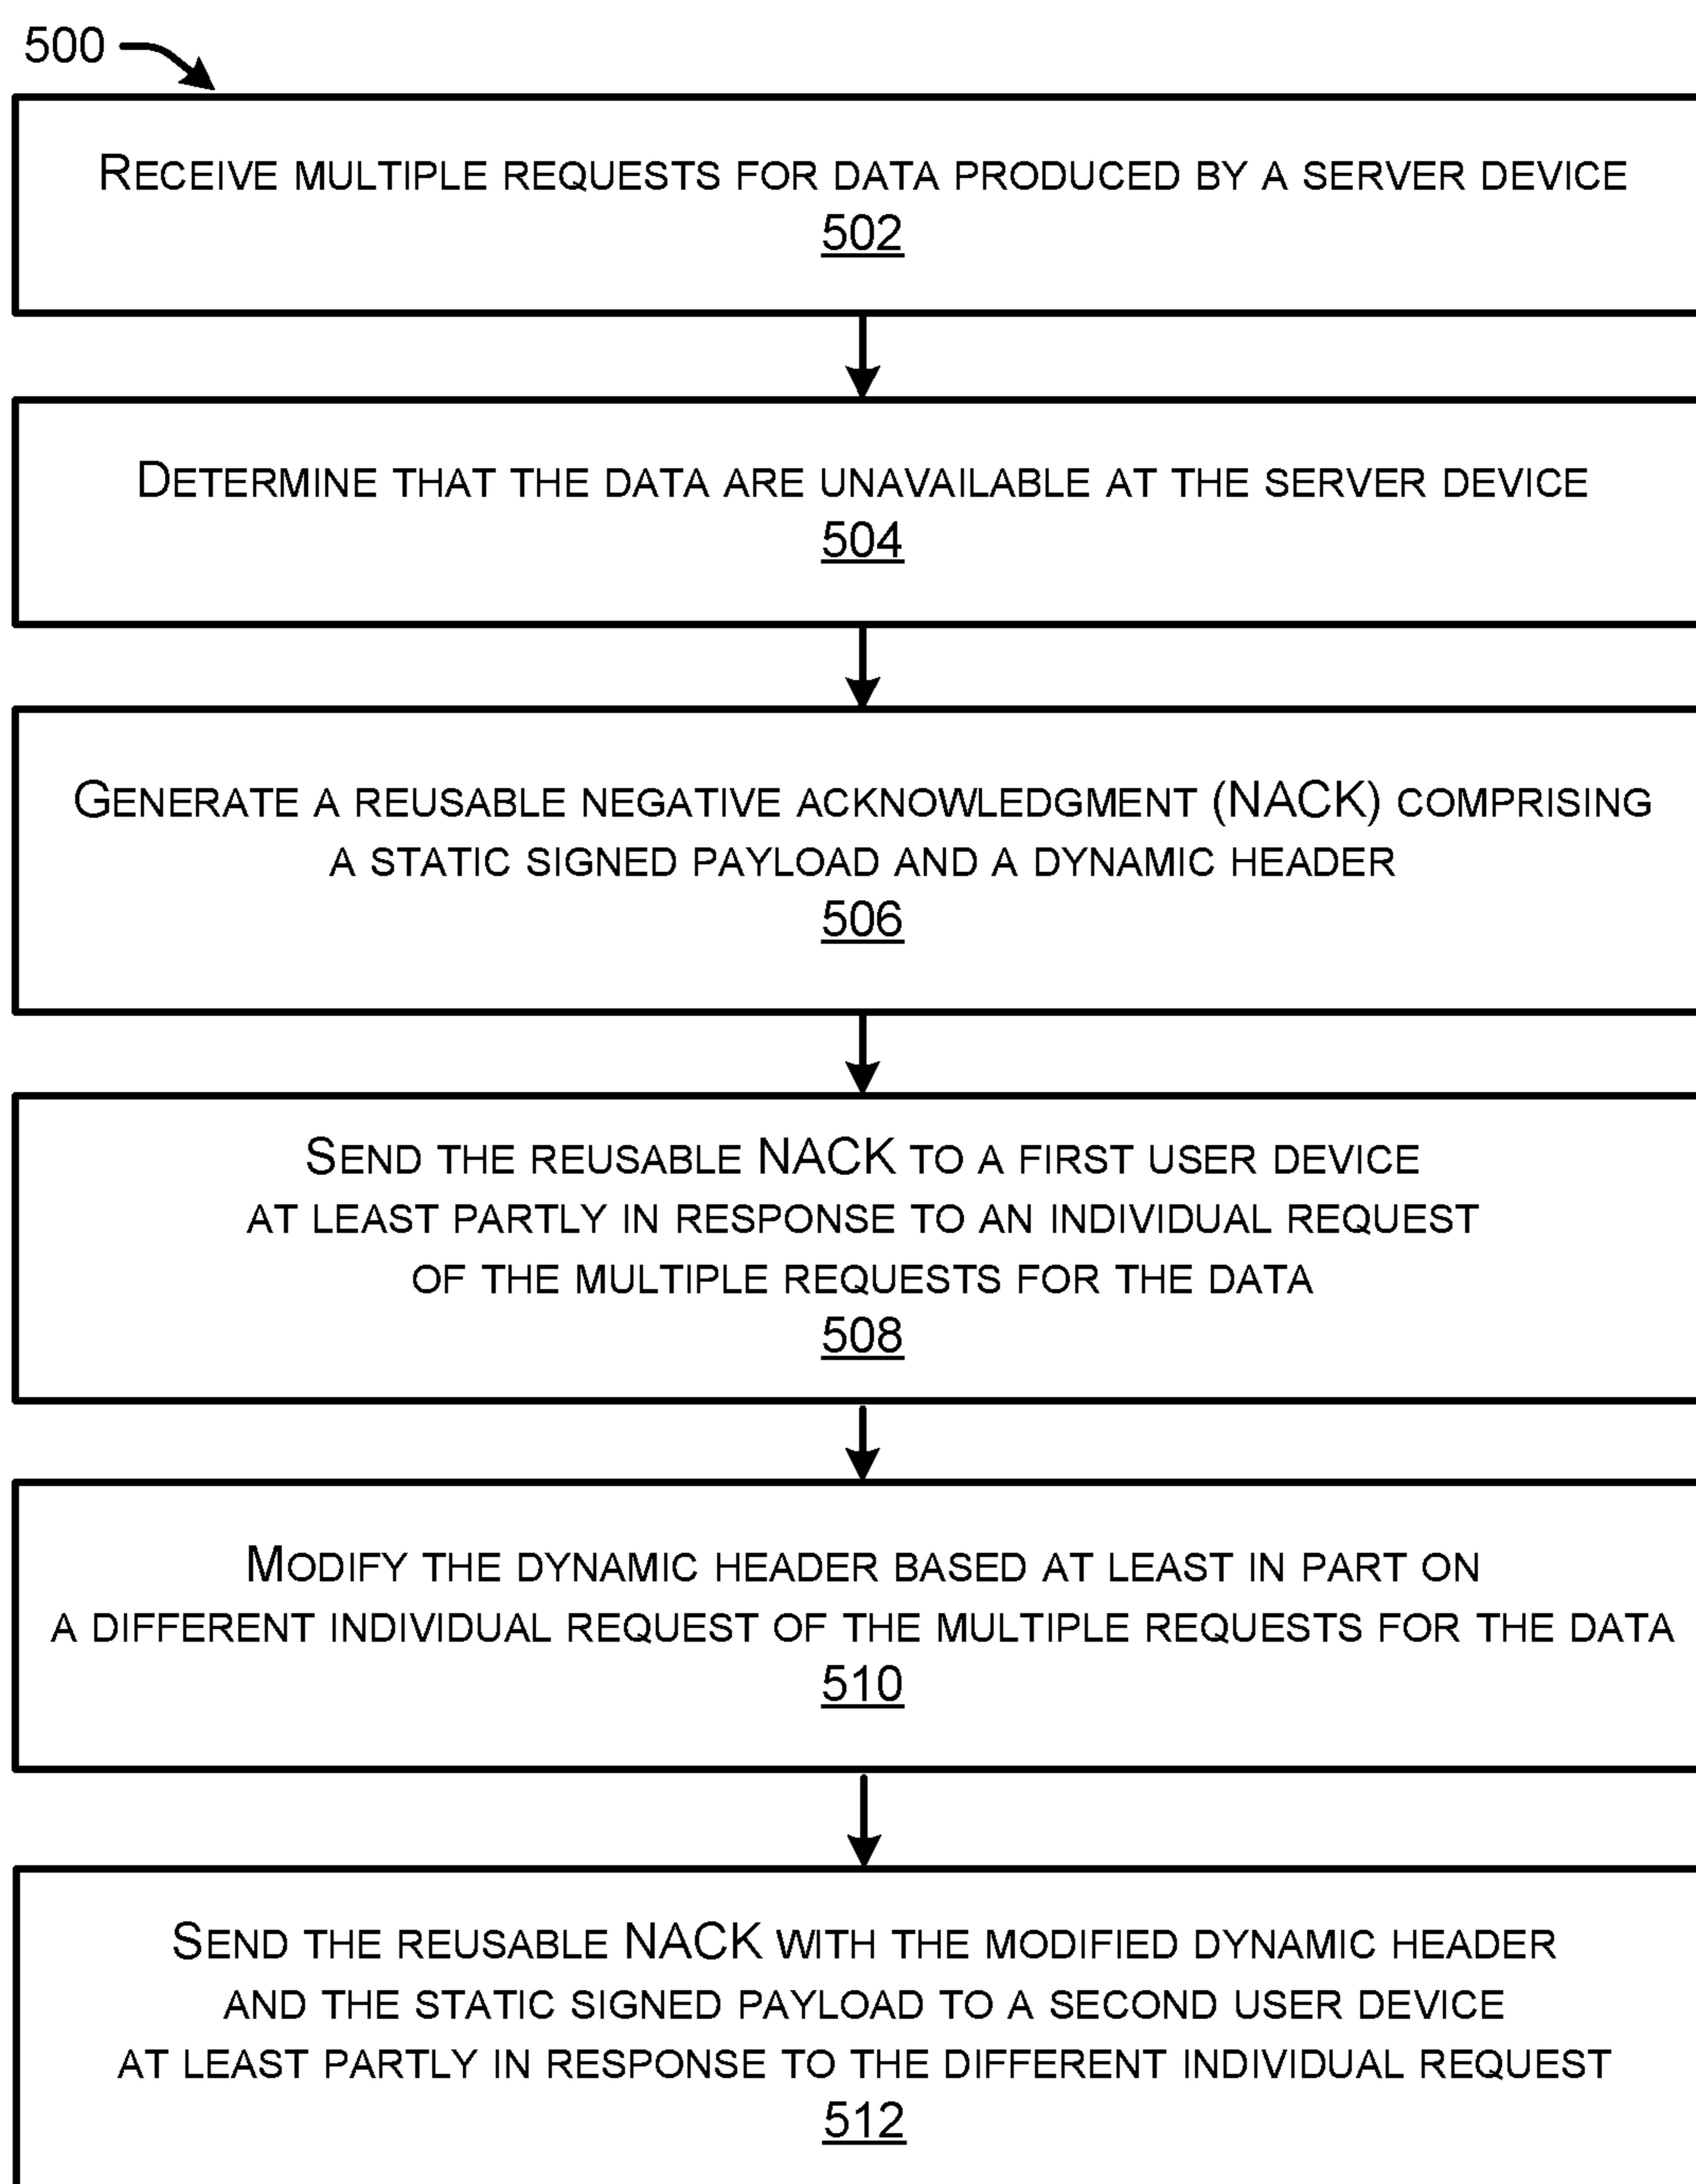 500
RECEIVE MULTIPLE REQUESTS FOR DATA PRODUCED BY A SERVER DEVICE
502
DETERMINE THAT THE DATA ARE UNAVAILABLE AT THE SERVER DEVICE
504
GENERATE A REUSABLE NEGATIVE ACKNOWLEDGMENT (NACK) COMPRISING
A STATIC SIGNED PAYLOAD AND A DYNAMIC HEADER
506
SEND THE REUSABLE NACK TO A FIRST USER DEVICE
AT LEAST PARTLY IN RESPONSE TO AN INDIVIDUAL REQUEST
OF THE MULTIPLE REQUESTS FOR THE DATA
508
MODIFY THE DYNAMIC HEADER BASED AT LEAST IN PART ON
A DIFFERENT INDIVIDUAL REQUEST OF THE MULTIPLE REQUESTS FOR THE DATA
510
SEND THE REUSABLE NACK WITH THE MODIFIED DYNAMIC HEADER
AND THE STATIC SIGNED PAYLOAD TO A SECOND USER DEVICE
AT LEAST PARTLY IN RESPONSE TO THE DIFFERENT INDIVIDUAL REQUEST
512